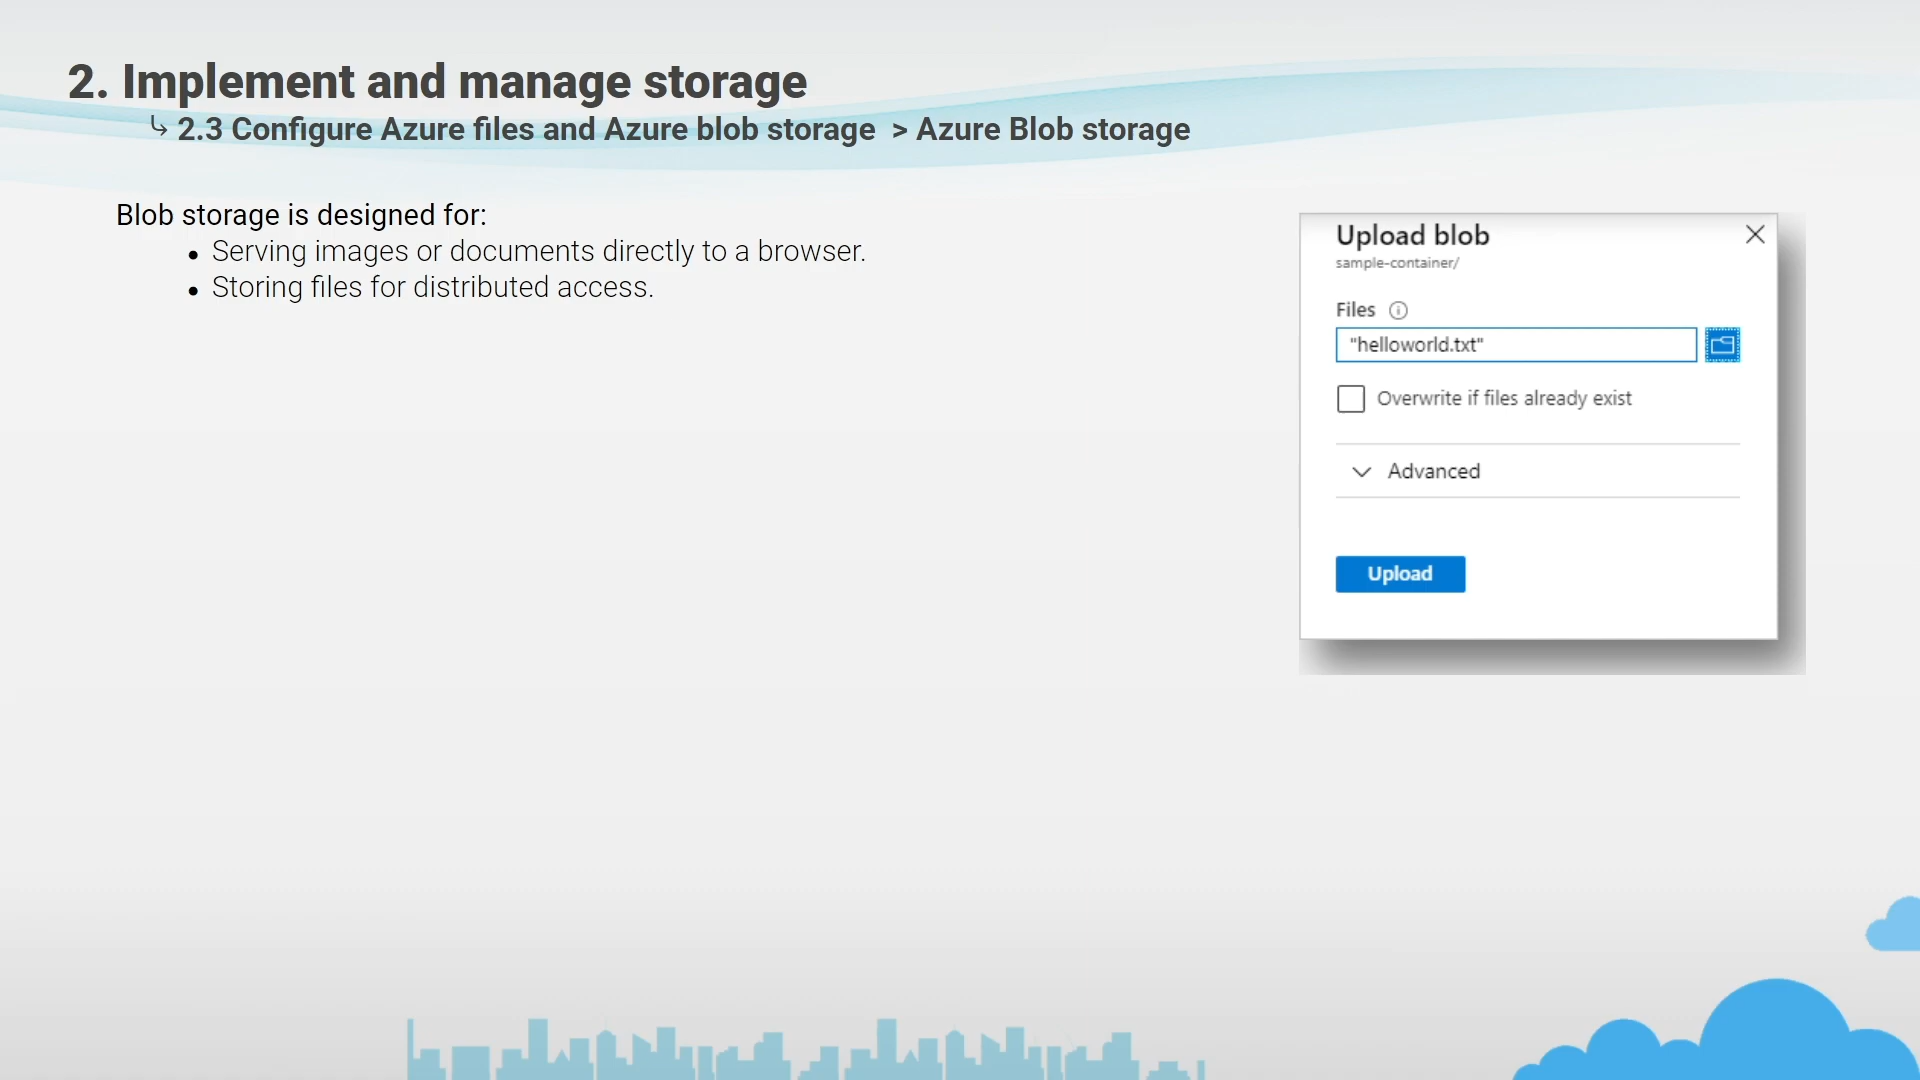 2. Implement and manage storage
↳ 2.3 Configure Azure files and Azure blob storage > Azure Blob storage
Blob storage is designed for:
• Serving images or documents directly to a browser.
• Storing files for distributed access.
Upload blob
sample-container/
Files
"helloworld.txt"
Overwrite if files already exist
Advanced
Upload